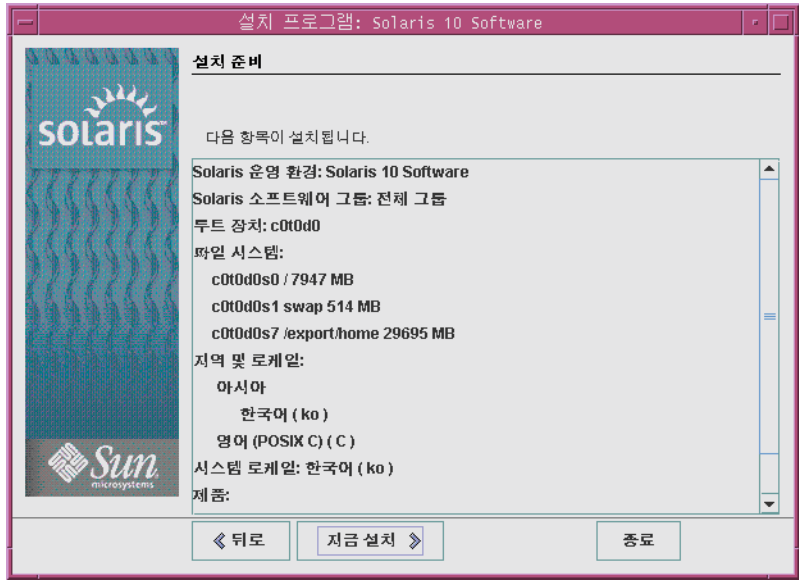 설치 프로그램: Solaris 10 Software
solaris
설치 준비
다음 항목이 설치됩니다.
Solaris 운영 환경: Solaris 10 Software
Solaris 소프트웨어 그룹: 전체 그룹
루트 장치: c0t0d0
파일 시스템:
c0t0d0s0 / 7947 MB
c0t0d0s1 swap 514 MB
c0t0d0s7 /export/home 29695 MB
지역 및 로케일:
아시아
한국어 ( ko )
영어 (POSIX C) ( C )
시스템 로케일: 한국어 ( ko )
제품:
Sun
microsystems
뒤로
지금 설치
종료